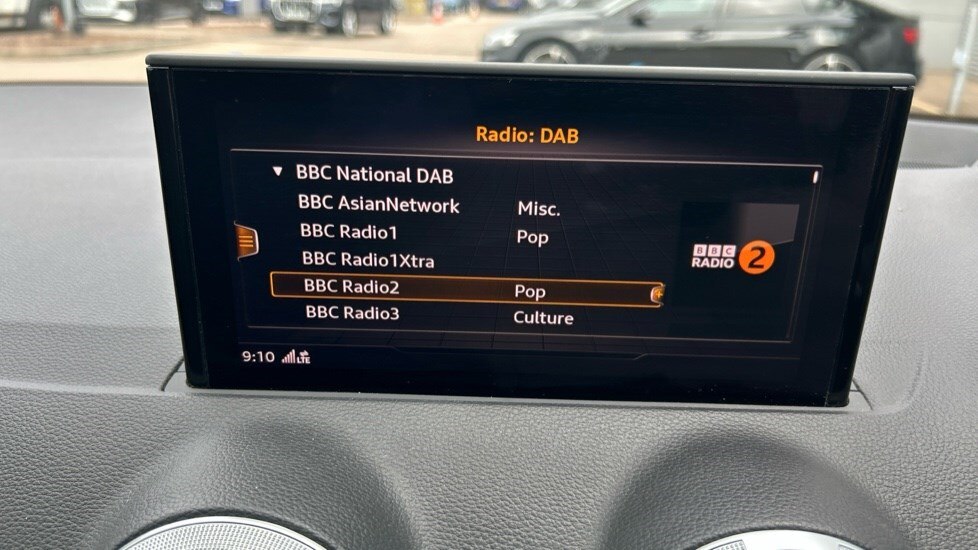 Radio: DAB
BBC National DAB
BBC AsianNetwork Misc.
BBC Radio1 Pop
BBC Radio1Xtra
BBC Radio2 Pop
BBC Radio3 Culture
BBC
RADIO 2
9:10 LTE